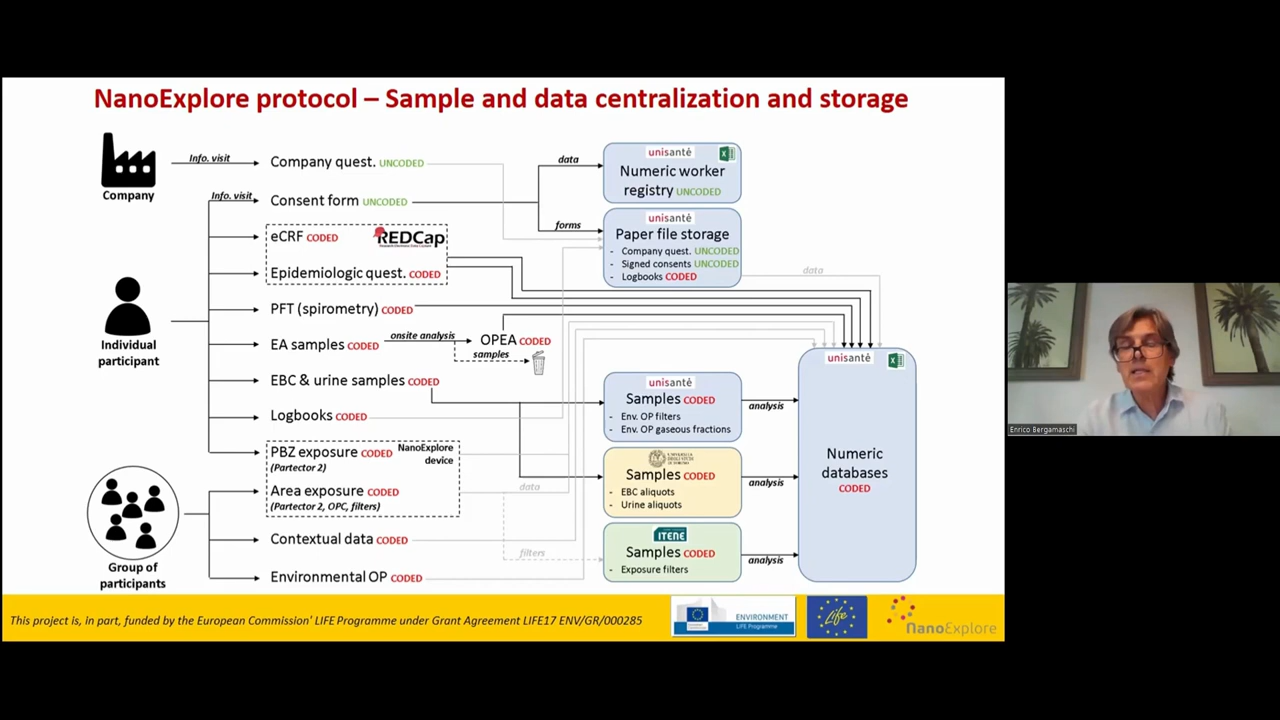 NanoExplore protocol – Sample and data centralization and storage
Company
Info. visit
Company quest. UNCODED
Info. visit
Consent form UNCODED
eCRF CODED
REDCap
Epidemiologic quest. CODED
PFT (spirometry) CODED
Individual
participant
EA samples CODED
onsite analysis
OPEA CODED
samples
EBC & urine samples CODED
Logbooks CODED
PBZ exposure CODED
(Partector 2)
NanoExplore
device
Area exposure CODED
(Partector 2, OPC, filters)
Contextual data CODED
Environmental OP CODED
Group of
participants
data
forms
data
filters
unisanté
Numeric worker
registry UNCODED
unisanté
Paper file storage
- Company quest. UNCODED
- Signed consents UNCODED
- Logbooks CODED
data
unisanté
Samples CODED
- Env. OP filters
- Env. OP gaseous fractions
analysis
Samples CODED
- EBC aliquots
- Urine aliquots
analysis
ITENE
Samples CODED
- Exposure filters
analysis
unisanté
Numeric
databases
CODED
Enrico Bergamaschi
This project is, in part, funded by the European Commission' LIFE Programme under Grant Agreement LIFE17 ENV/GR/000285
ENVIRONMENT
LIFE Programme
Life
NanoExplore